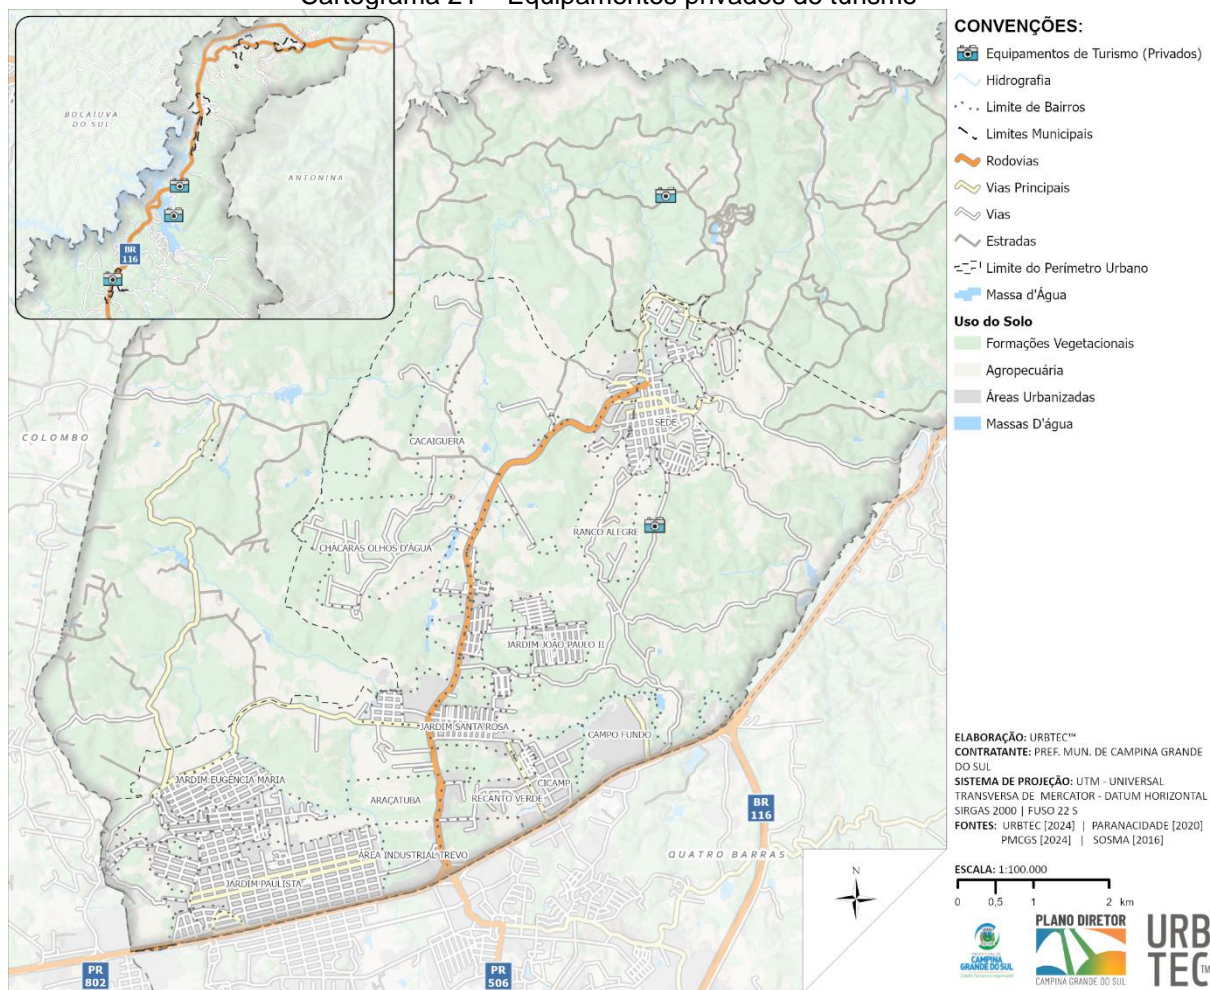 Cartograma 21 – Equipamentos privados de turismo
BOCAIUVA
DO SUL
ANTONINA
BR
116
COLOMBO
CACAIGUERA
SEDE
CHÁCARAS OLHOS D'ÁGUA
RANCO ALEGRE
JARDIM JOÃO PAULO II
JARDIM SANTA ROSA
CAMPO FUNDO
JARDIM EUGÊNCIA MARIA
CICAMP
ARAÇATUBA
RECANTO VERDE
ÁREA INDUSTRIAL TREVO
JARDIM PAULISTA
BR
116
QUATRO BARRAS
PR
802
PR
506
N
CONVENÇÕES:
Equipamentos de Turismo (Privados)
Hidrografia
Limite de Bairros
Limites Municipais
Rodovias
Vias Principais
Vias
Estradas
Limite do Perímetro Urbano
Massa d'Água
Uso do Solo
Formações Vegetacionais
Agropecuária
Áreas Urbanizadas
Massas D'água
ELABORAÇÃO: URBTEC™
CONTRATANTE: PREF. MUN. DE CAMPINA GRANDE
DO SUL
SISTEMA DE PROJEÇÃO: UTM - UNIVERSAL
TRANSVERSA DE MERCATOR - DATUM HORIZONTAL
SIRGAS 2000 | FUSO 22 S
FONTES: URBTEC [2024] | PARANACIDADE [2020]
PMCGS [2024] | SOSMA [2016]
ESCALA: 1:100.000
0 0,5 1 2 km
CAMPINA
GRANDE DO SUL
PLANO DIRETOR
CAMPINA GRANDE DO SUL
URB
TEC™